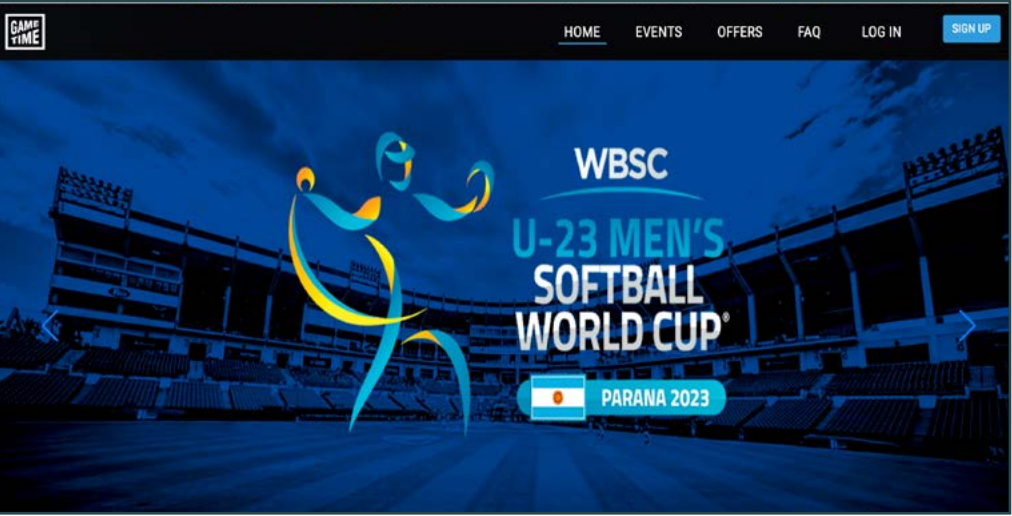 GAME
TIME
HOME
EVENTS
OFFERS
FAQ
LOG IN
SIGN UP
WBSC
U-23 MEN'S
SOFTBALL
WORLD CUP®
PARANA 2023